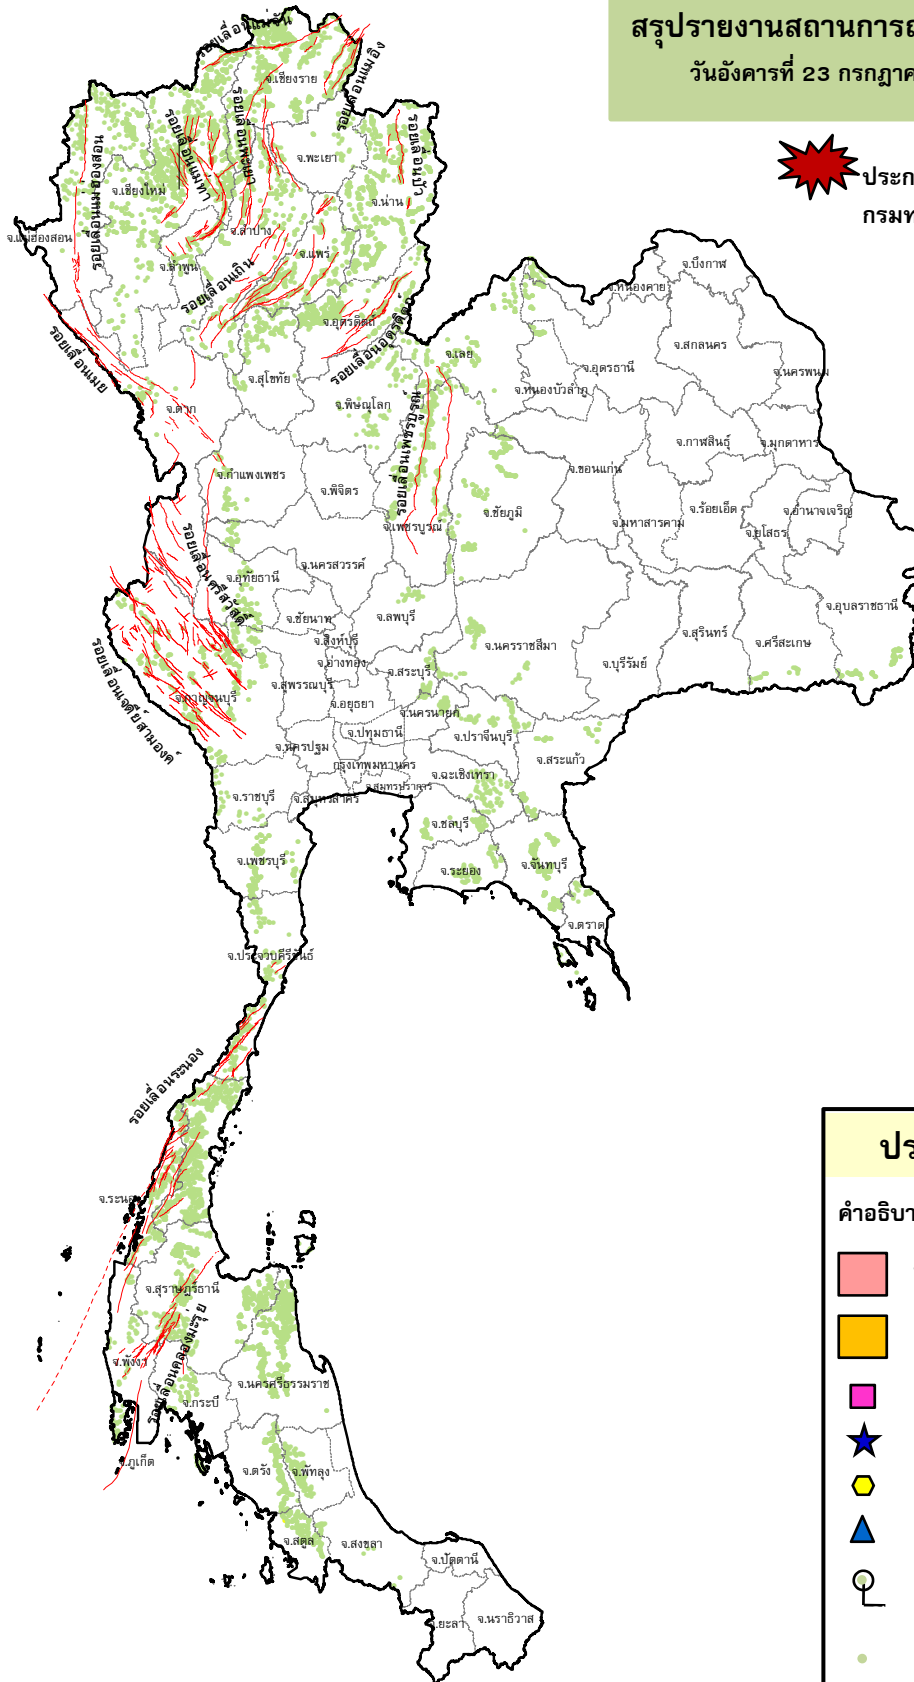 สรุปรายงานสถานการณ์
วันอังคารที่ 23 กรกฎาค
ประก
กรมท
รอยเลื่อนแม่จัน
จ.เชียงราย
รอยเลื่อนแม่อิง
รอยเลื่อนพะเยา
รอยเลื่อนแม่ทา
รอยเลื่อนปัว
จ.พะเยา
จ.เชียงใหม่
จ.น่าน
รอยเลื่อนแม่ฮ่องสอน
จ.แม่ฮ่องสอน
จ.ลำปาง
จ.แพร่
จ.ลำพูน
รอยเลื่อนเถิน
จ.บึงกาฬ
จ.หนองคาย
จ.อุตรดิตถ์
รอยเลื่อนอุตรดิตถ์
รอยเลื่อนเมย
จ.สกลนคร
จ.เลย
จ.อุดรธานี
จ.นครพนม
จ.สุโขทัย
จ.หนองบัวลำภู
จ.ตาก
จ.พิษณุโลก
รอยเลื่อนเพชรบูรณ์
จ.กาฬสินธุ์
จ.มุกดาหาร
จ.กำแพงเพชร
จ.ขอนแก่น
จ.พิจิตร
จ.ชัยภูมิ
จ.ร้อยเอ็ด
จ.อำนาจเจริญ
จ.เพชรบูรณ์
จ.มหาสารคาม
จ.ยโสธร
รอยเลื่อนศรีสวัสดิ์
จ.นครสวรรค์
จ.อุทัยธานี
จ.อุบลราชธานี
จ.ชัยนาท
จ.ลพบุรี
จ.สิงห์บุรี
จ.นครราชสีมา
จ.สุรินทร์
จ.ศรีสะเกษ
จ.อ่างทอง
จ.บุรีรัมย์
จ.สระบุรี
รอยเลื่อนเจดีย์สามองค์
จ.กาญจนบุรี
จ.สุพรรณบุรี
จ.อยุธยา
จ.นครนายก
จ.ปทุมธานี
จ.ปราจีนบุรี
จ.นครปฐม
จ.สระแก้ว
กรุงเทพมหานคร
จ.ฉะเชิงเทรา
จ.สมุทรปราการ
จ.ราชบุรี
จ.สมุทรสาคร
จ.ชลบุรี
จ.เพชรบุรี
จ.ระยอง
จ.จันทบุรี
จ.ตราด
จ.ประจวบคีรีขันธ์
รอยเลื่อนระนอง
จ.ระนอง
จ.สุราษฎร์ธานี
รอยเลื่อนคลองมะรุ่ย
จ.พังงา
จ.นครศรีธรรมราช
จ.กระบี่
จ.ภูเก็ต
จ.ตรัง
จ.พัทลุง
จ.สตูล
จ.สงขลา
จ.ปัตตานี
จ.ยะลา
จ.นราธิวาส
ปร
คำอธิบา